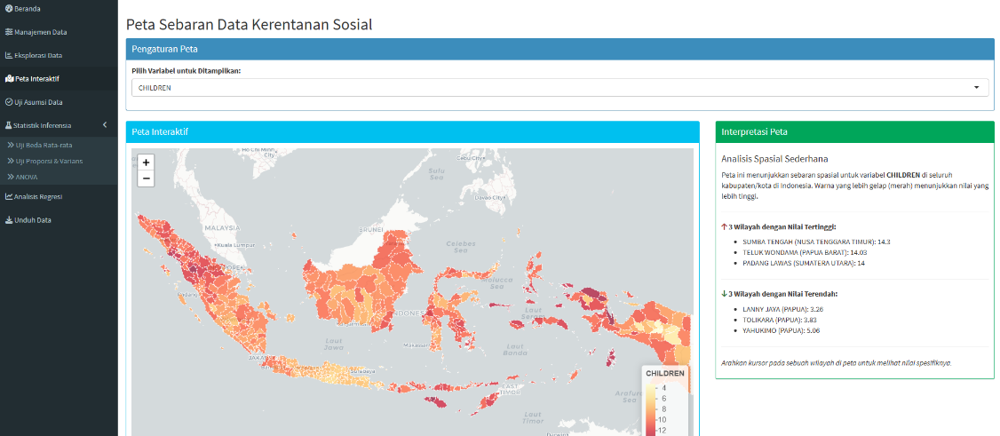 Beranda
Manajemen Data
Eksplorasi Data
Peta Interaktif
Uji Asumsi Data
Statistik Inferensia
Uji Beda Rata-rata
Uji Proporsi & Varians
ANOVA
Analisis Regresi
Unduh Data
Peta Sebaran Data Kerentanan Sosial
Pengaturan Peta
Pilih Variabel untuk Ditampilkan:
CHILDREN
Peta Interaktif
+
−
Ho Chi Minh
City
Cebu City
Sulu
Sea
Davao City
MALAYSIA
Kuala Lumpur
BRUNEI
Celebes
Sea
Molucca
Sea
INDONES
Laut
Seram
Makassar
Laut
Jawa
Laut
Banda
JAKA
Surabaya
EAST
TIMOR
Arafura
Sea
Laut
Timor
CHILDREN
4
6
8
10
12
Interpretasi Peta
Analisis Spasial Sederhana
Peta ini menunjukkan sebaran spasial untuk variabel CHILDREN di seluruh
kabupaten/kota di Indonesia. Warna yang lebih gelap (merah) menunjukkan nilai yang
lebih tinggi.
3 Wilayah dengan Nilai Tertinggi:
SUMBA TENGAH (NUSA TENGGARA TIMUR): 14.3
TELUK WONDAMA (PAPUA BARAT): 14.03
PADANG LAWAS (SUMATERA UTARA): 14
3 Wilayah dengan Nilai Terendah:
LANNY JAYA (PAPUA): 3.26
TOLIKARA (PAPUA): 3.83
YAHUKIMO (PAPUA): 5.06
Arahkan kursor pada sebuah wilayah di peta untuk melihat nilai spesifiknya.